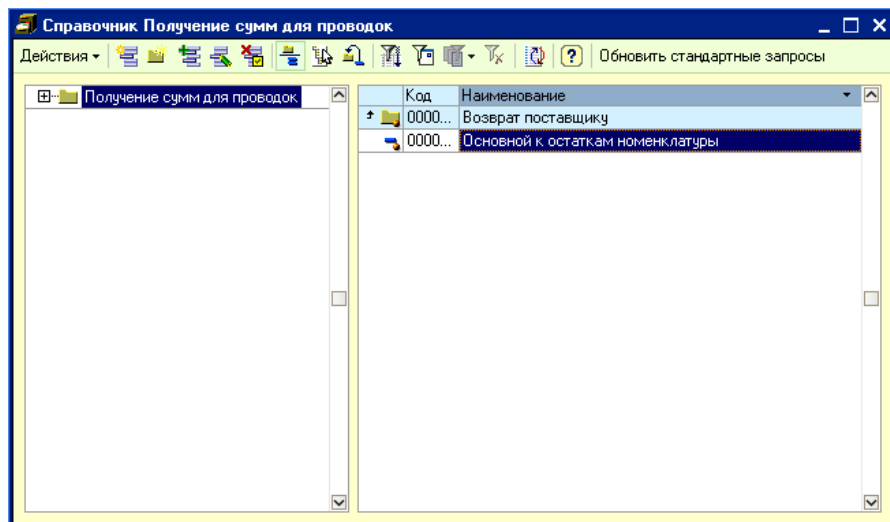 Справочник Получение сумм для проводок
Действия Обновить стандартные запросы
Получение сумм для проводок
Код Наименование
0000... Возврат поставщику
0000... Основной к остаткам номенклатуры